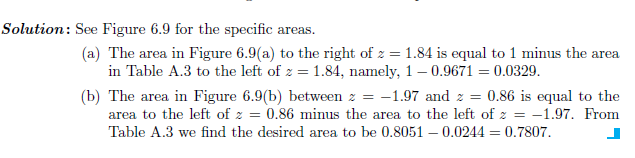 Solution: See Figure 6.9 for the specific areas.
(a) The area in Figure 6.9(a) to the right of z = 1.84 is equal to 1 minus the area
in Table A.3 to the left of z = 1.84, namely, 1 − 0.9671 = 0.0329.
(b) The area in Figure 6.9(b) between z = −1.97 and z = 0.86 is equal to the
area to the left of z = 0.86 minus the area to the left of z = −1.97. From
Table A.3 we find the desired area to be 0.8051 − 0.0244 = 0.7807.